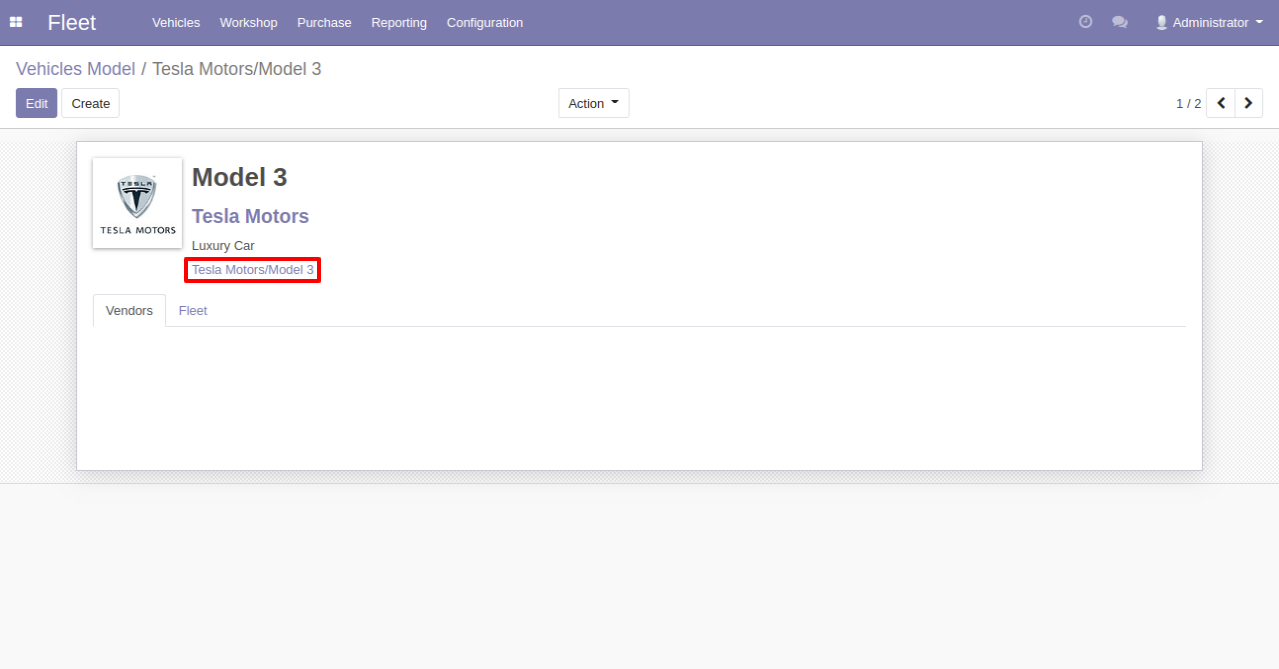 Fleet Vehicles Workshop Purchase Reporting Configuration Administrator
Vehicles Model / Tesla Motors/Model 3
Edit Create Action 1 / 2
TESLA
TESLA MOTORS
Model 3
Tesla Motors
Luxury Car
Tesla Motors/Model 3
Vendors Fleet